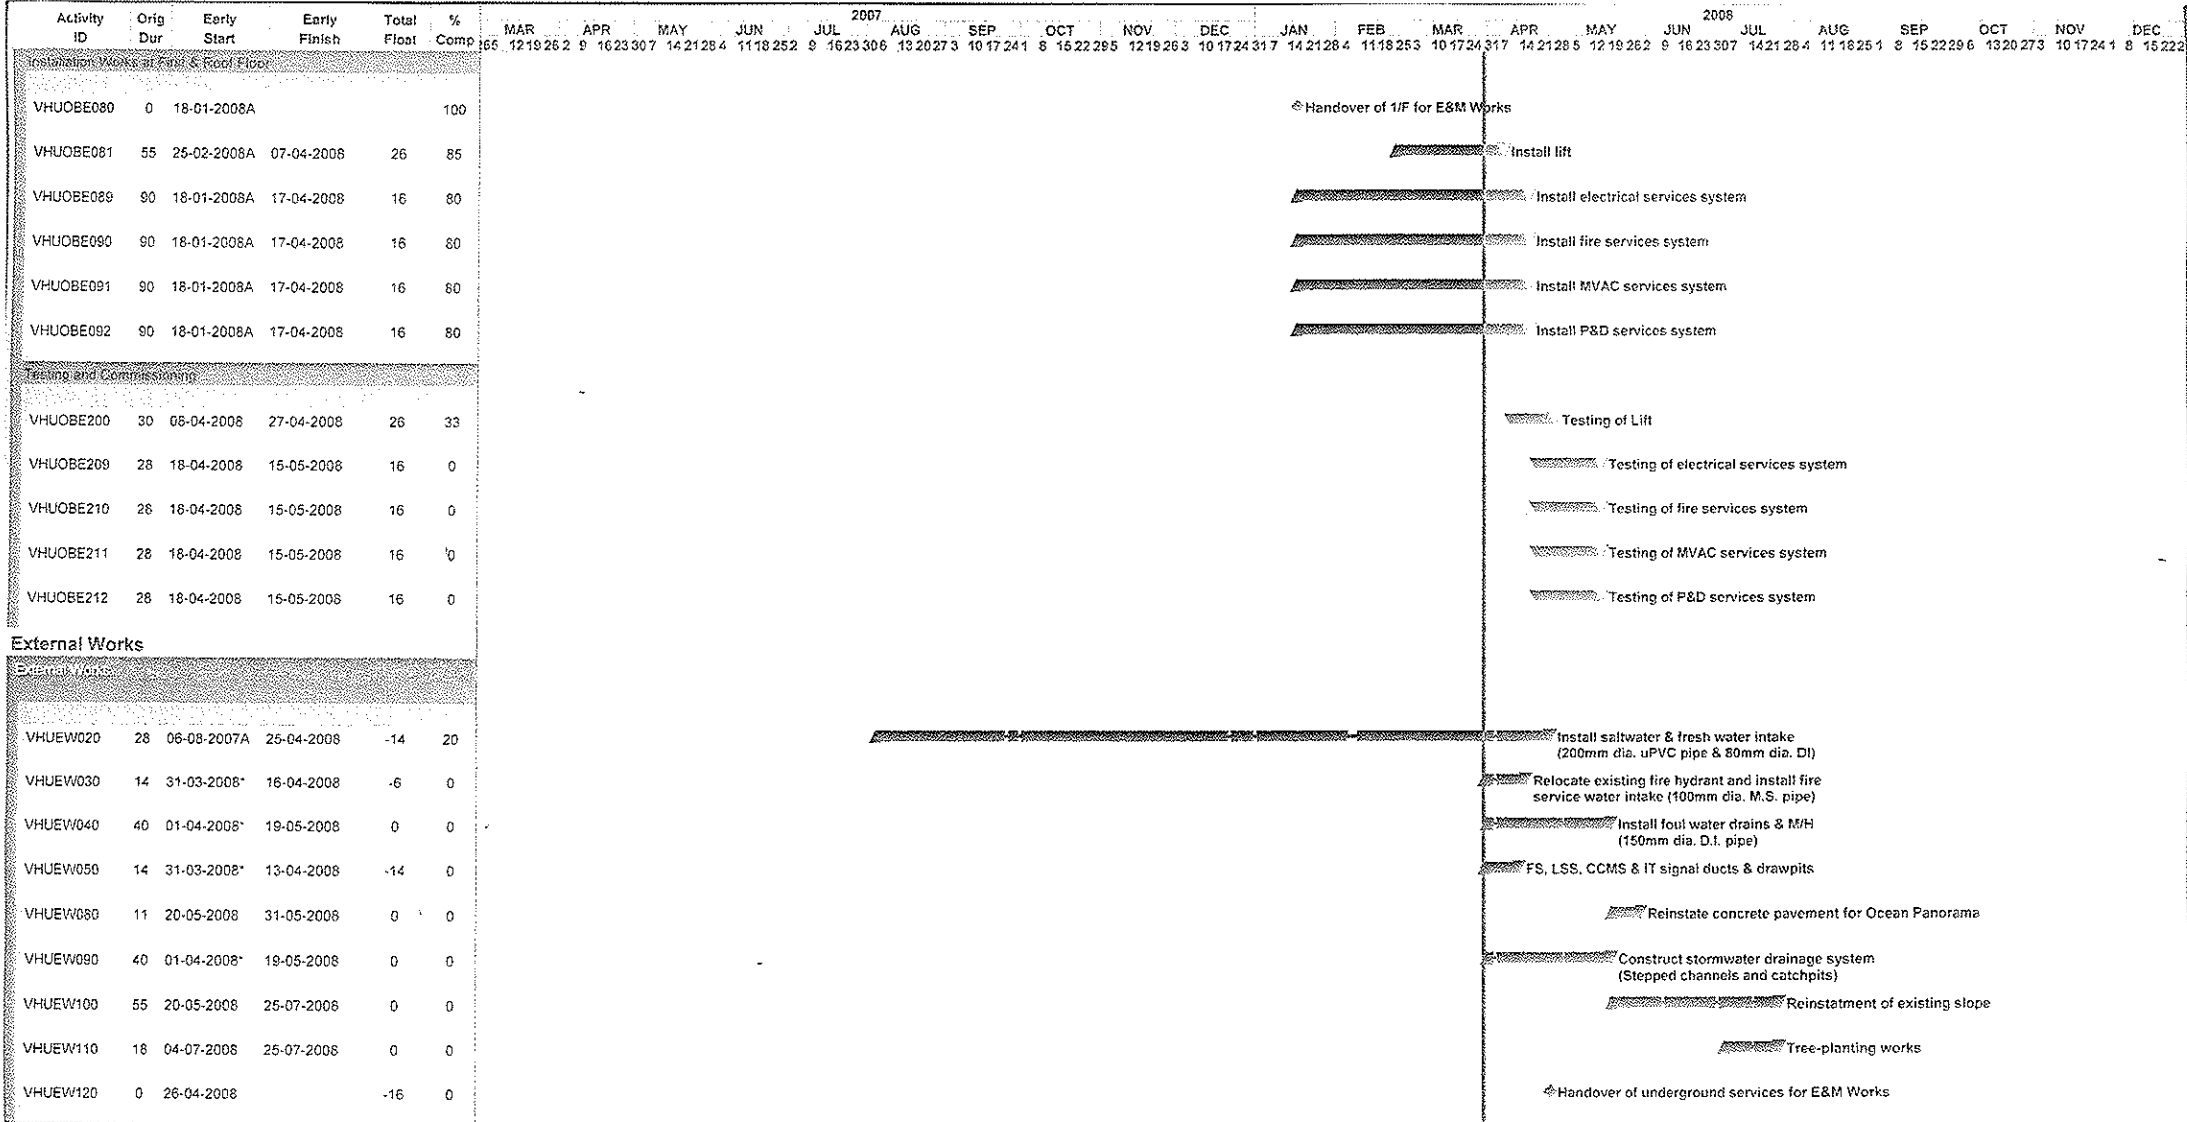 Activity ID Orig Dur Early Start Early Finish Total Float % Comp
2007 2008
MAR APR MAY JUN JUL AUG SEP OCT NOV DEC JAN FEB MAR APR MAY JUN JUL AUG SEP OCT NOV DEC
Installation Works at First & Roof Floor
VHUOBE080 0 18-01-2008A 100 Handover of 1/F for E&M Works
VHUOBE081 55 25-02-2008A 07-04-2008 26 85 Install lift
VHUOBE089 90 18-01-2008A 17-04-2008 16 80 Install electrical services system
VHUOBE090 90 18-01-2008A 17-04-2008 16 80 Install fire services system
VHUOBE091 90 18-01-2008A 17-04-2008 16 80 Install MVAC services system
VHUOBE092 90 18-01-2008A 17-04-2008 16 80 Install P&D services system
Testing and Commissioning
VHUOBE200 30 08-04-2008 27-04-2008 26 33 Testing of Lift
VHUOBE209 28 18-04-2008 15-05-2008 16 0 Testing of electrical services system
VHUOBE210 28 18-04-2008 15-05-2008 16 0 Testing of fire services system
VHUOBE211 28 18-04-2008 15-05-2008 16 0 Testing of MVAC services system
VHUOBE212 28 18-04-2008 15-05-2008 16 0 Testing of P&D services system
External Works
External Works
VHUEW020 28 06-08-2007A 25-04-2008 -14 20 Install saltwater & fresh water intake
(200mm dia. uPVC pipe & 80mm dia. DI)
VHUEW030 14 31-03-2008* 16-04-2008 -6 0 Relocate existing fire hydrant and install fire
service water intake (100mm dia. M.S. pipe)
VHUEW040 40 01-04-2008* 19-05-2008 0 0 Install foul water drains & M/H
(150mm dia. D.I. pipe)
VHUEW050 14 31-03-2008* 13-04-2008 -14 0 FS, LSS, CCMS & IT signal ducts & drawpits
VHUEW080 11 20-05-2008 31-05-2008 0 0 Reinstate concrete pavement for Ocean Panorama
VHUEW090 40 01-04-2008* 19-05-2008 0 0 Construct stormwater drainage system
(Stepped channels and catchpits)
VHUEW100 55 20-05-2008 25-07-2008 0 0 Reinstatment of existing slope
VHUEW110 18 04-07-2008 25-07-2008 0 0 Tree-planting works
VHUEW120 0 26-04-2008 -16 0 Handover of underground services for E&M Works